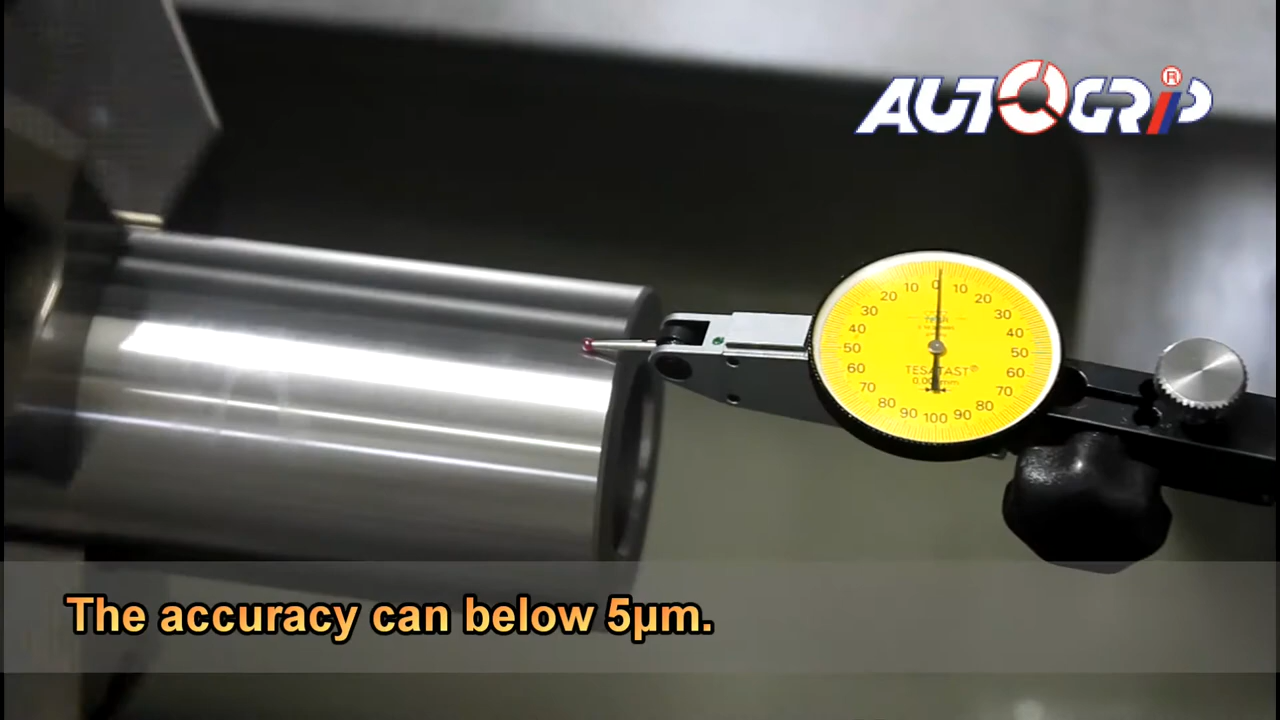 AUTOGRIP®
10 0 10
20 20
30 30
40 40
50 50
60 60
TESATAST®
70 70
80 80
90 100 90
The accuracy can below 5µm.